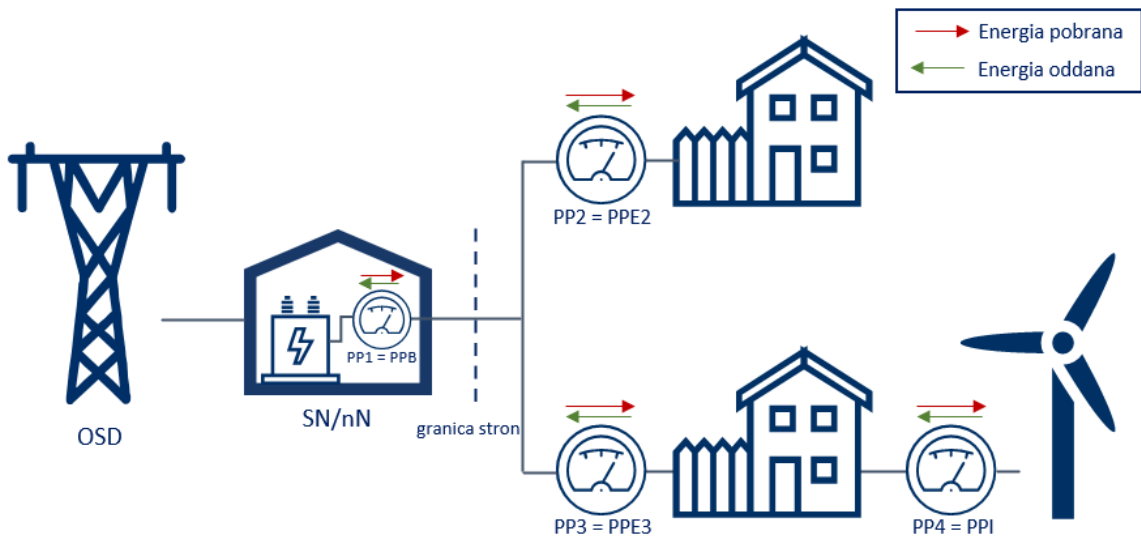 Energia pobrana
Energia oddana
PP2 = PPE2
PP1 = PPB
OSD
SN/nN
granica stron
PP3 = PPE3
PP4 = PPI